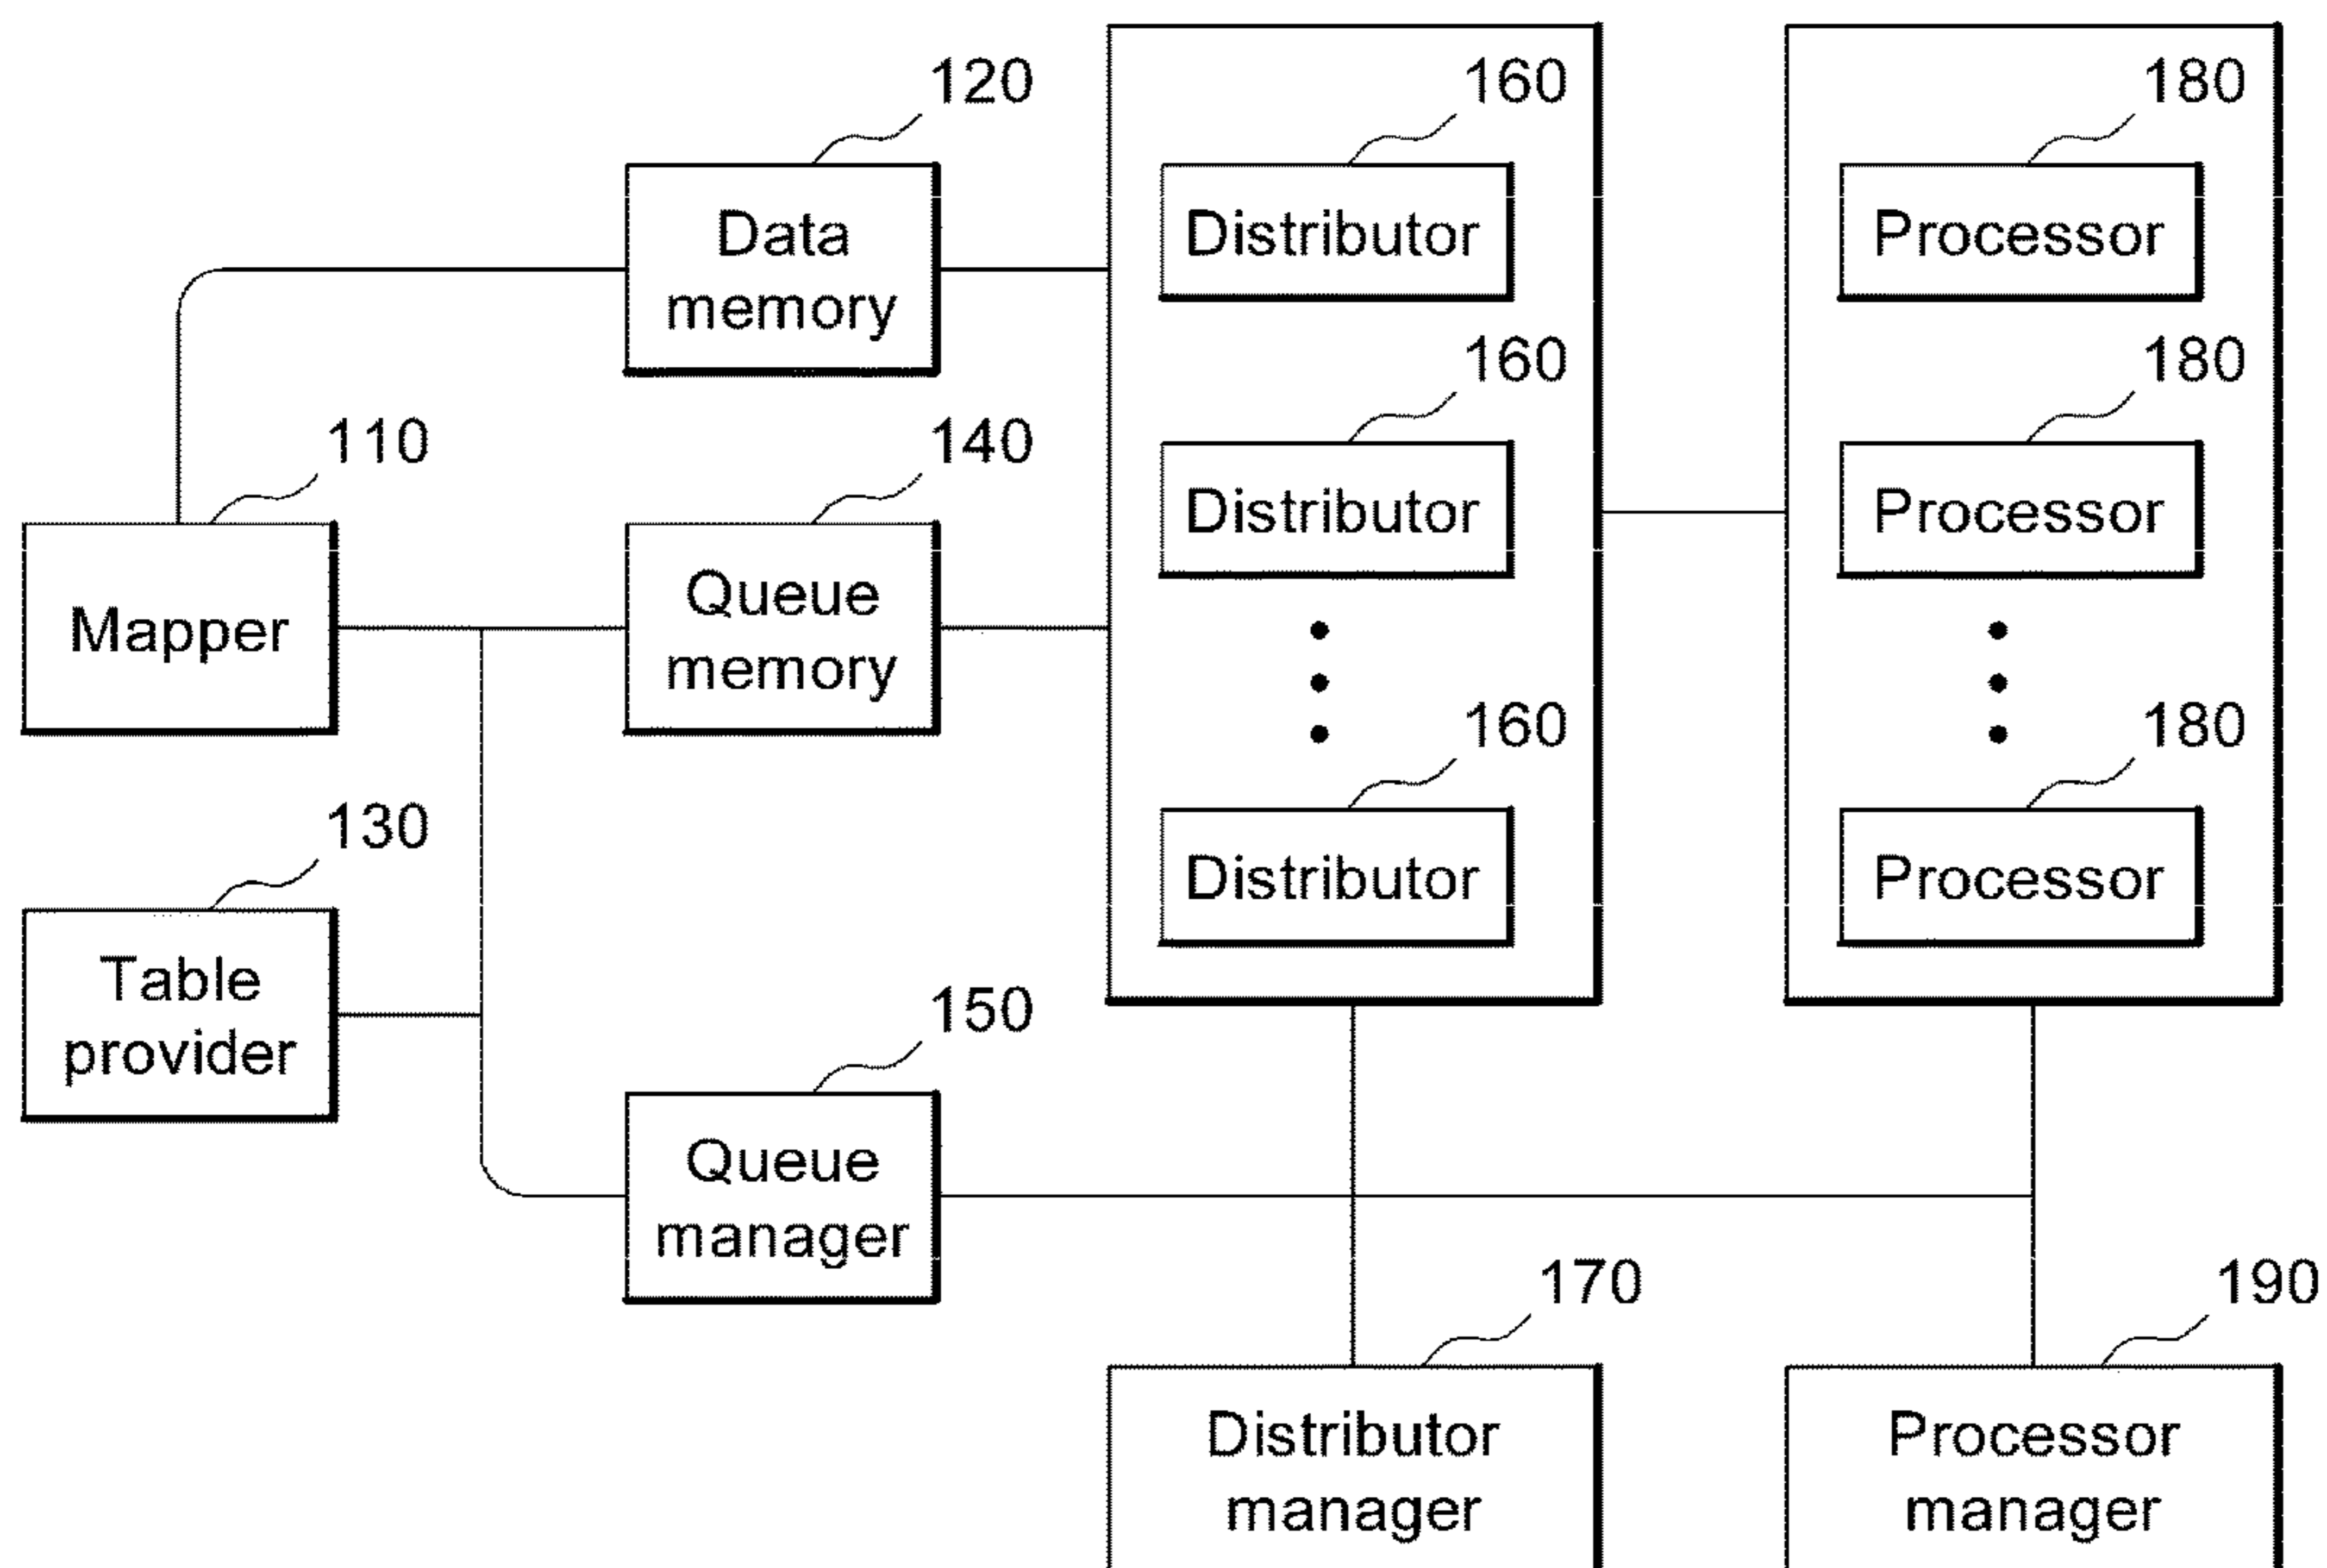 120
Data
memory
110
Mapper
140
Queue
memory
130
Table
provider
150
Queue
manager
160
Distributor
160
Distributor
160
Distributor
180
Processor
180
Processor
180
Processor
170
Distributor
manager
190
Processor
manager